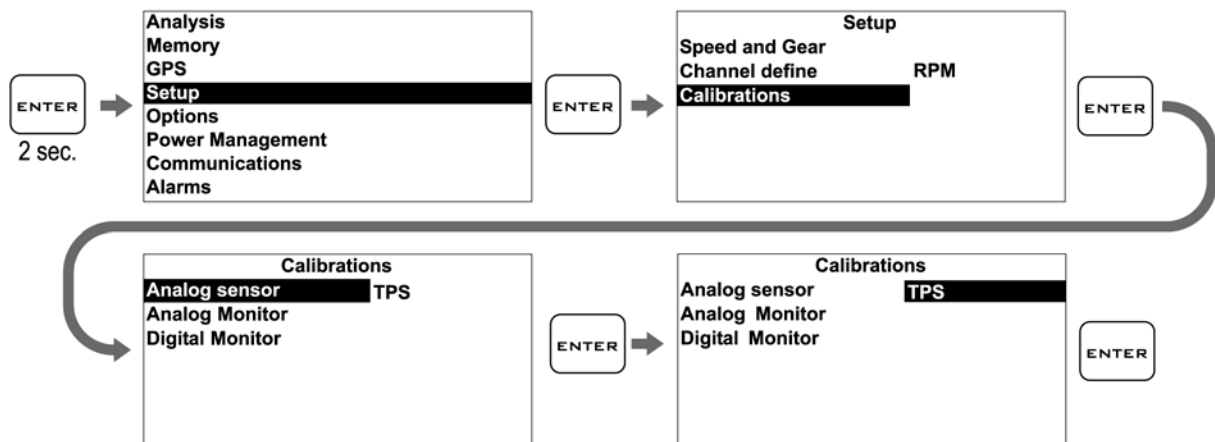 ENTER
2 sec.
Analysis
Memory
GPS
Setup
Options
Power Management
Communications
Alarms
ENTER
Setup
Speed and Gear
Channel define RPM
Calibrations
ENTER
Calibrations
Analog sensor TPS
Analog Monitor
Digital Monitor
ENTER
Calibrations
Analog sensor TPS
Analog Monitor
Digital Monitor
ENTER